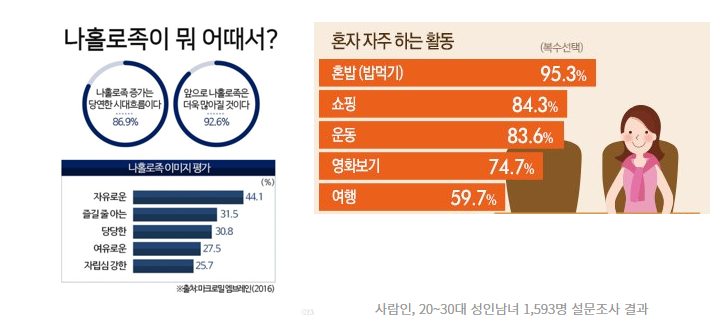 나홀로족이 뭐 어때서?
나홀로족 증가는
당연한 시대흐름이다
86.9%
앞으로 나홀로족은
더욱 많아질 것이다
92.6%
나홀로족 이미지 평가
(%)
자유로운 44.1
즐길 줄 아는 31.5
당당한 30.8
여유로운 27.5
자립심 강한 25.7
※출처:마크로밀 엠브레인(2016)
혼자 자주 하는 활동
(복수선택)
혼밥 (밥먹기) 95.3%
쇼핑 84.3%
운동 83.6%
영화보기 74.7%
여행 59.7%
사람인, 20~30대 성인남녀 1,593명 설문조사 결과